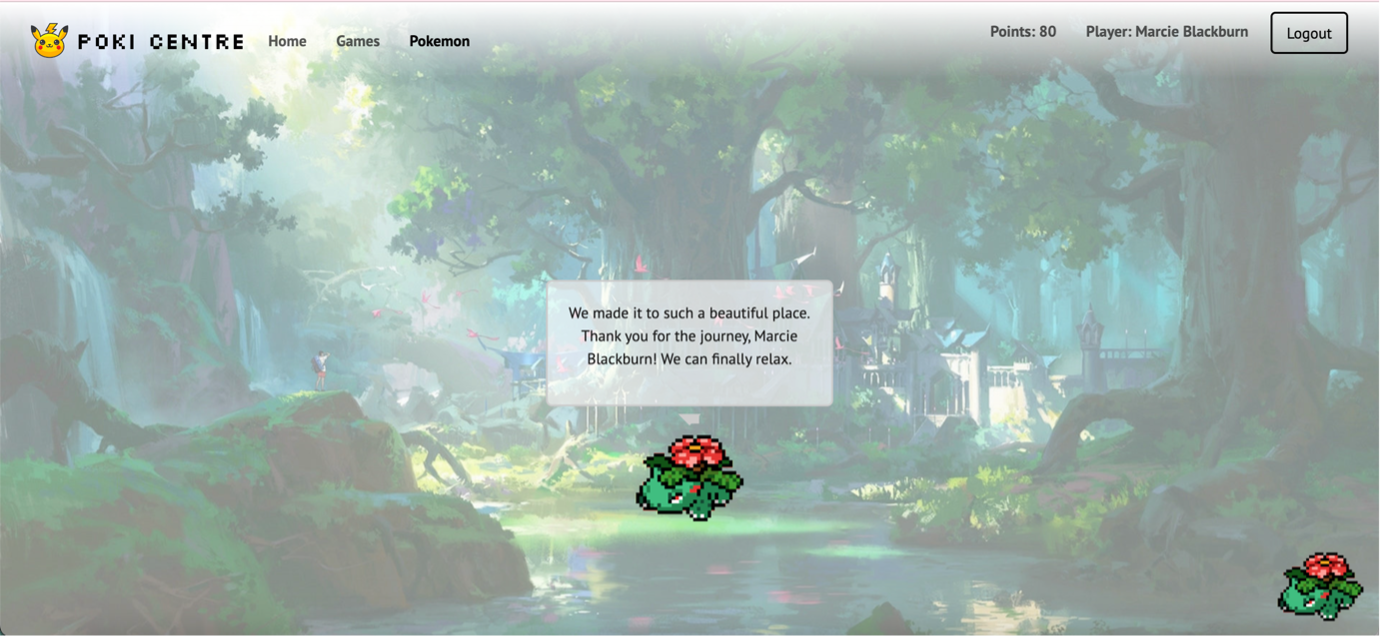 POKI CENTRE Home Games Pokemon Points: 80 Player: Marcie Blackburn Logout
We made it to such a beautiful place.
Thank you for the journey, Marcie
Blackburn! We can finally relax.